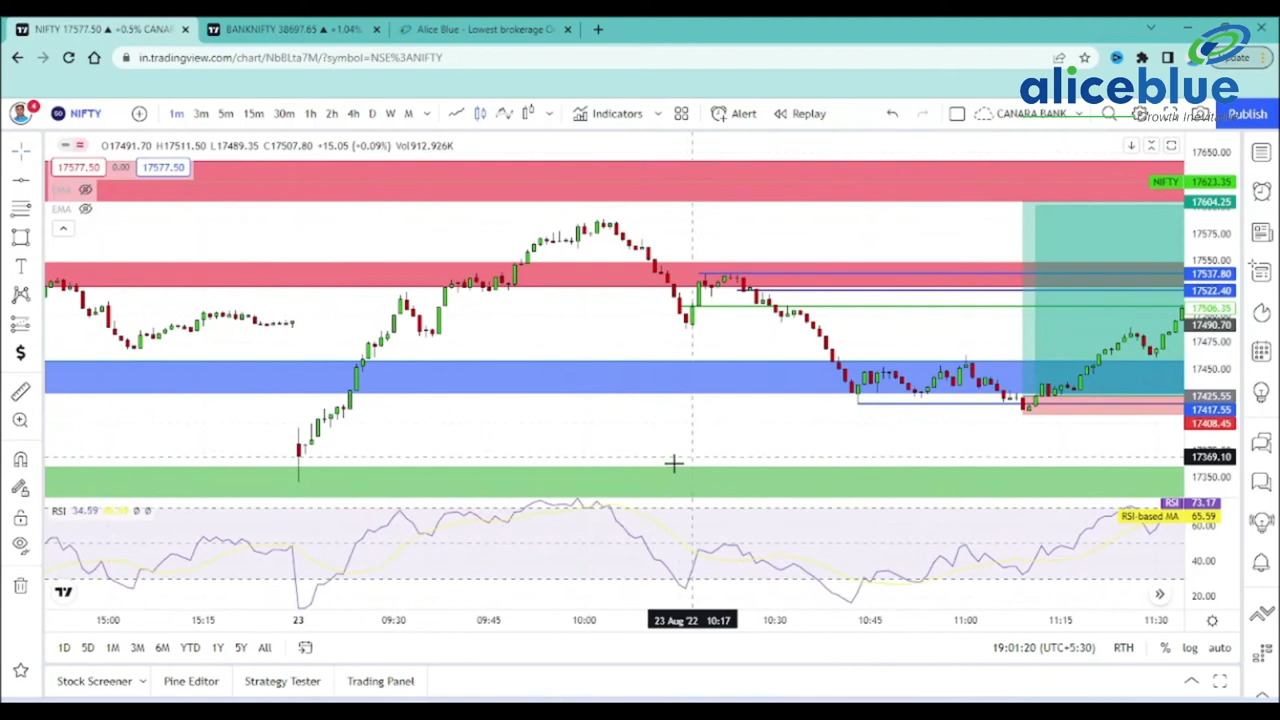 NIFTY 17577.50 ▲ +0.5% CANAR
BANKNIFTY 38697.65 ▲ +1.04%
Alice Blue - Lowest brokerage
in.tradingview.com/chart/NbBLta7M/?symbol=NSE%3ANIFTY
aliceblue
4
NIFTY
1m 3m 5m 15m 30m 1h 2h 4h D W M
Indicators
Alert
Replay
CANARA BANK
Publish
O17491.70 H17511.50 L17489.35 C17507.80 +15.05 (+0.09%) Vol912.926K
17577.50 0.00 17577.50
EMA
EMA
17650.00
NIFTY 17623.35
17604.25
17575.00
17550.00
17537.80
17522.40
17506.35
17490.70
17475.00
17450.00
17425.55
17417.55
17408.45
17369.10
17350.00
RSI 34.59
RSI 73.17
RSI-based MA 65.59
60.00
40.00
20.00
15:00 15:15 23 09:30 09:45 10:00 23 Aug '22 10:17 10:30 10:45 11:00 11:15 11:30
1D 5D 1M 3M 6M YTD 1Y 5Y All
19:01:20 (UTC+5:30) RTH % log auto
Stock Screener Pine Editor Strategy Tester Trading Panel